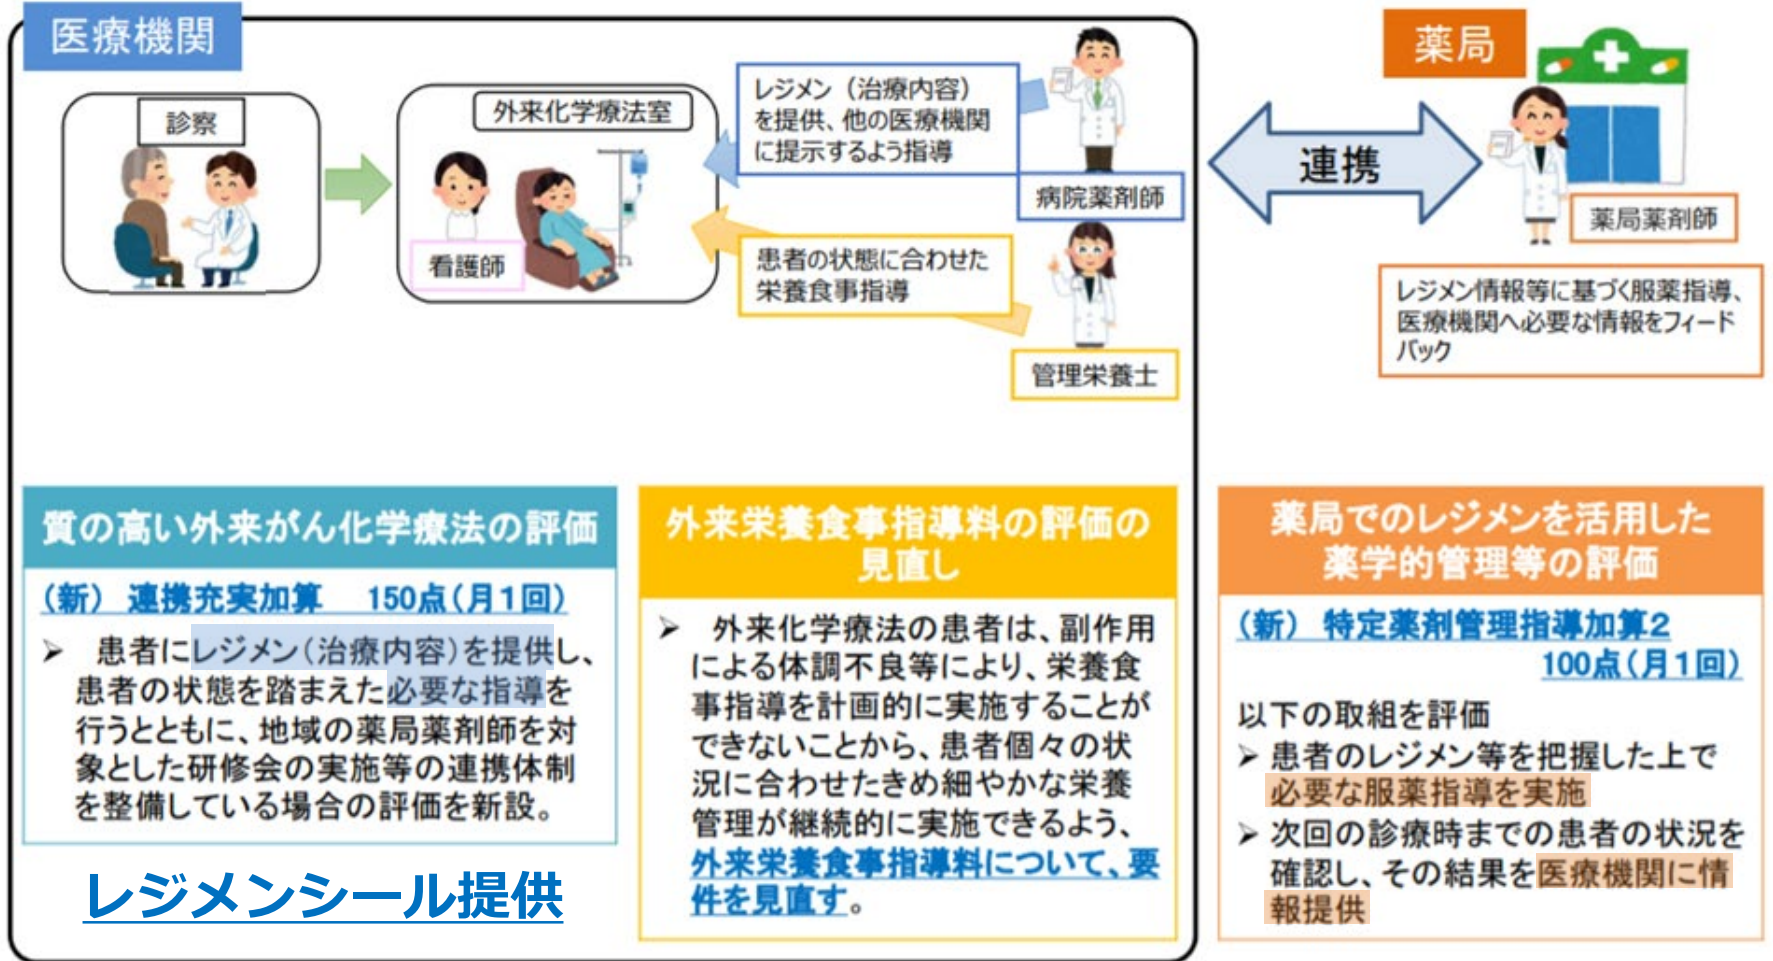 医療機関
診察
外来化学療法室
看護師
レジメン（治療内容）
を提供、他の医療機関
に提示するよう指導
病院薬剤師
患者の状態に合わせた
栄養食事指導
管理栄養士
連携
薬局
薬局薬剤師
レジメン情報等に基づく服薬指導、
医療機関へ必要な情報をフィード
バック
質の高い外来がん化学療法の評価
（新） 連携充実加算　150点（月１回）
➢ 患者にレジメン（治療内容）を提供し、
患者の状態を踏まえた必要な指導を
行うとともに、地域の薬局薬剤師を対
象とした研修会の実施等の連携体制
を整備している場合の評価を新設。
レジメンシール提供
外来栄養食事指導料の評価の
見直し
➢ 外来化学療法の患者は、副作用
による体調不良等により、栄養食
事指導を計画的に実施することが
できないことから、患者個々の状
況に合わせたきめ細やかな栄養
管理が継続的に実施できるよう、
外来栄養食事指導料について、要
件を見直す。
薬局でのレジメンを活用した
薬学的管理等の評価
（新） 特定薬剤管理指導加算２
100点（月１回）
以下の取組を評価
➢ 患者のレジメン等を把握した上で
必要な服薬指導を実施
➢ 次回の診療時までの患者の状況を
確認し、その結果を医療機関に情
報提供